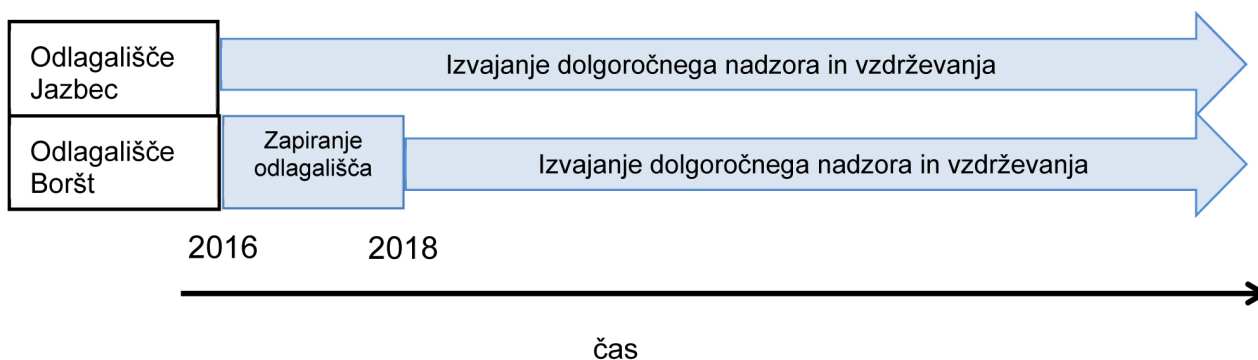 Odlagališče
Jazbec
Izvajanje dolgoročnega nadzora in vzdrževanja
Odlagališče
Boršt
Zapiranje
odlagališča
Izvajanje dolgoročnega nadzora in vzdrževanja
2016
2018
čas